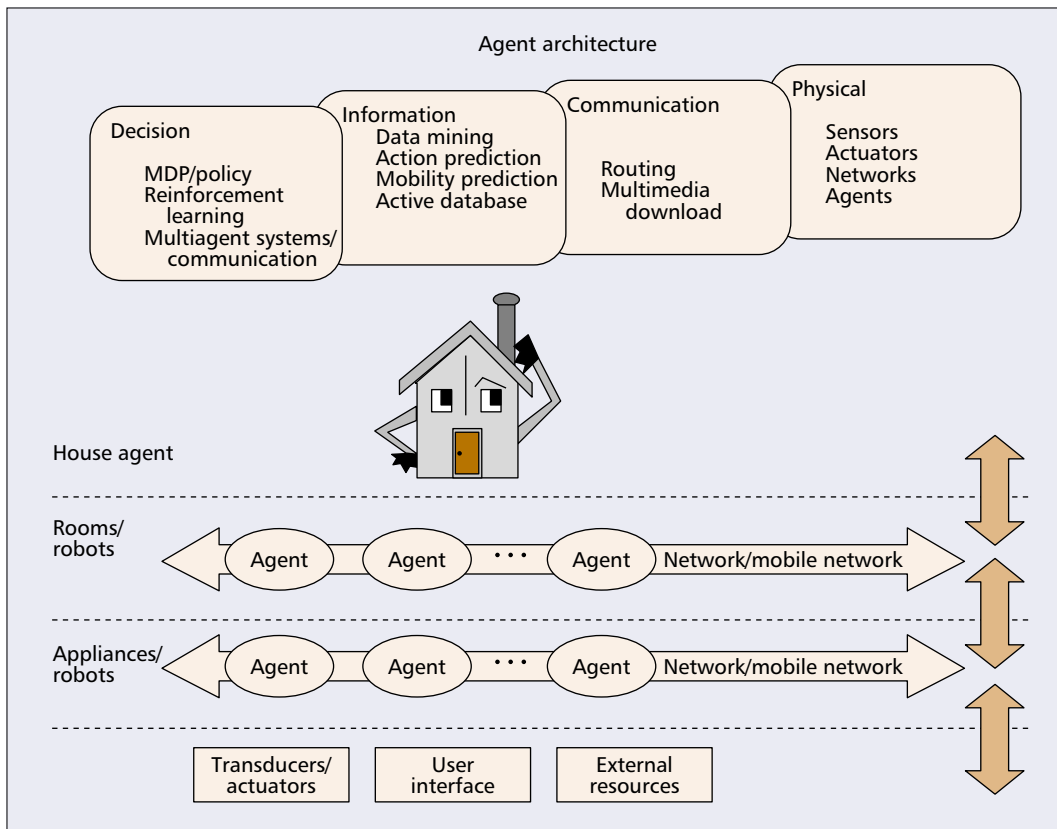 Agent architecture
Decision
MDP/policy
Reinforcement
learning
Multiagent systems/
communication
Information
Data mining
Action prediction
Mobility prediction
Active database
Communication
Routing
Multimedia
download
Physical
Sensors
Actuators
Networks
Agents
House agent
Rooms/
robots
Agent
Agent
...
Agent
Network/mobile network
Appliances/
robots
Agent
Agent
...
Agent
Network/mobile network
Transducers/
actuators
User
interface
External
resources